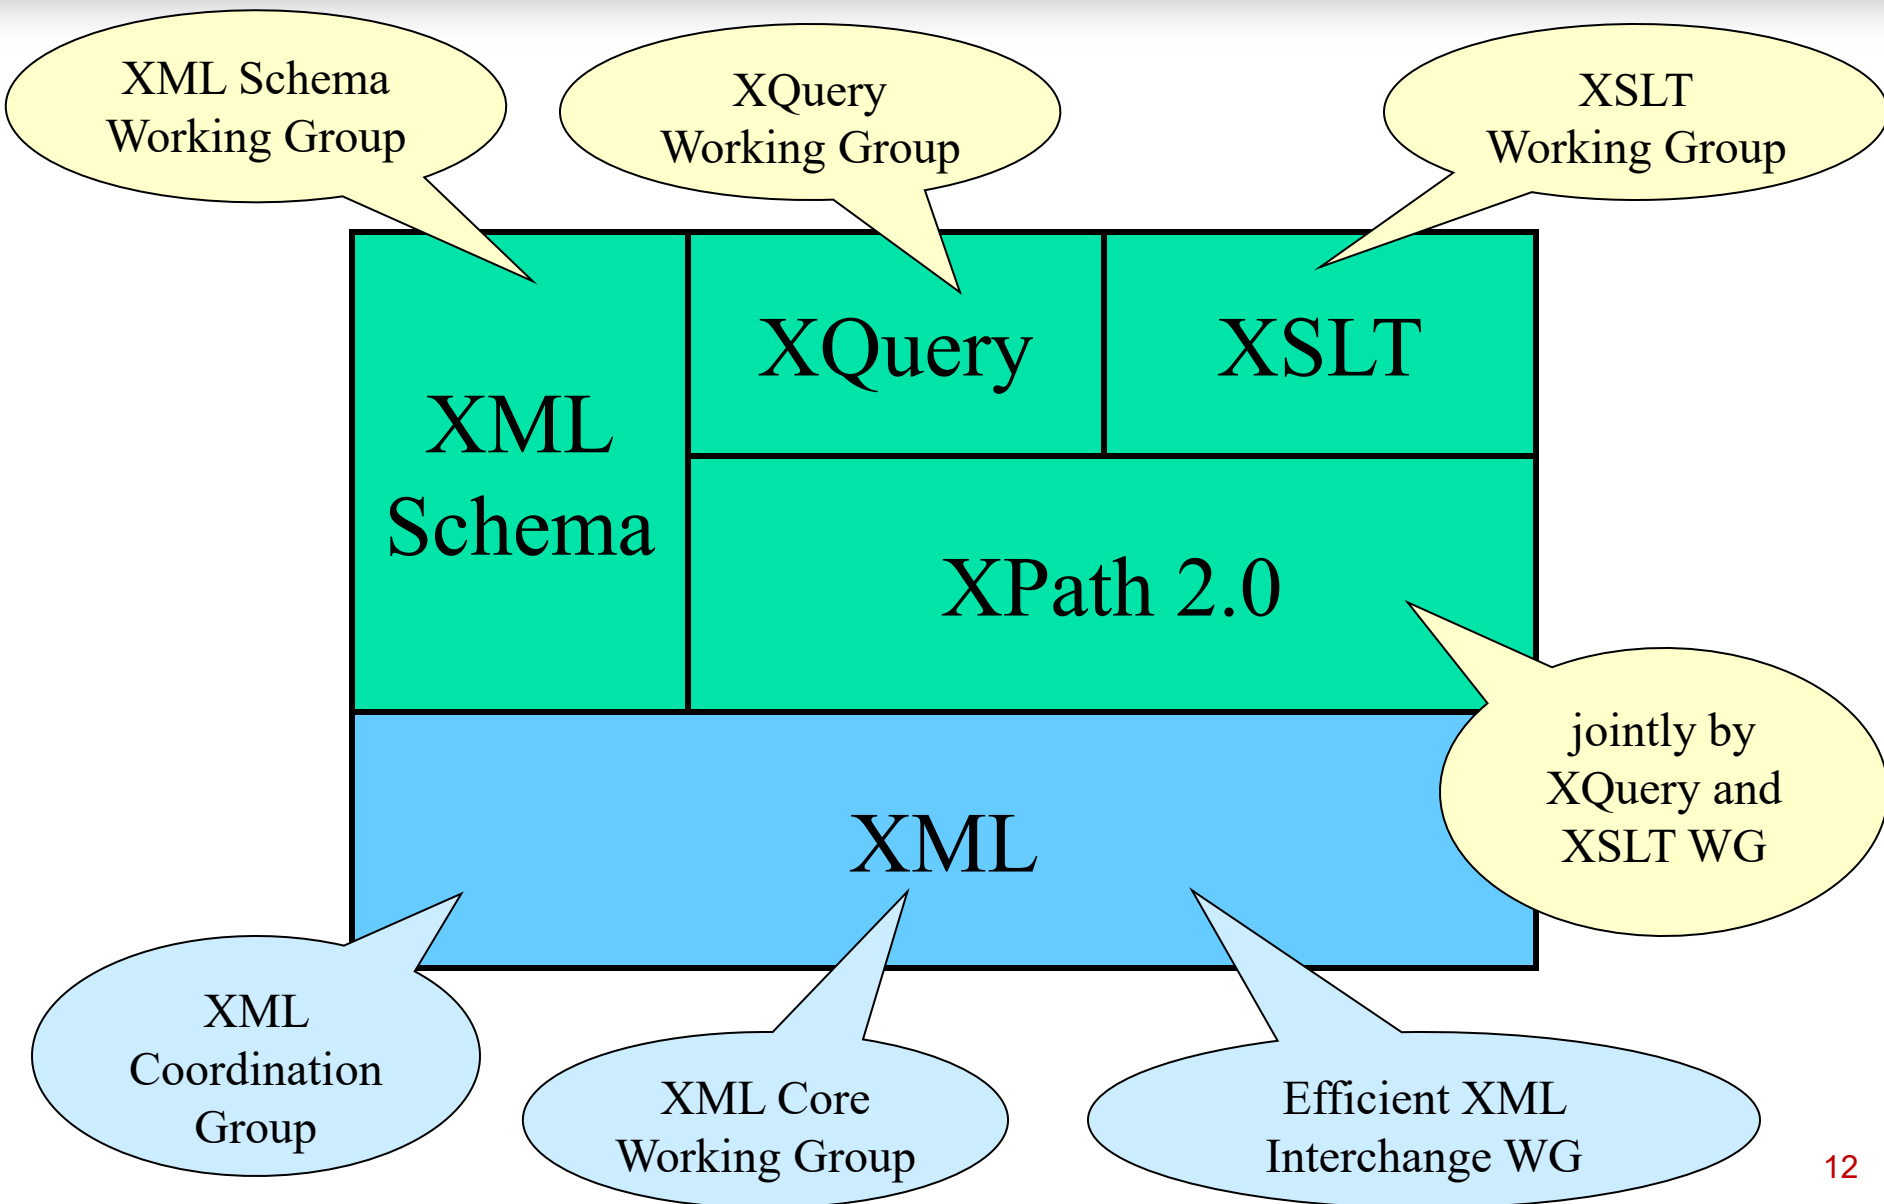 XML Schema
Working Group
XQuery
Working Group
XSLT
Working Group
XML
Schema
XQuery
XSLT
XPath 2.0
jointly by
XQuery and
XSLT WG
XML
XML
Coordination
Group
XML Core
Working Group
Efficient XML
Interchange WG
12